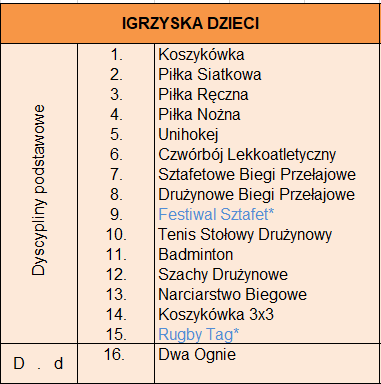 IGRZYSKA DZIECI
Dyscypliny podstawowe
1. Koszykówka
2. Piłka Siatkowa
3. Piłka Ręczna
4. Piłka Nożna
5. Unihokej
6. Czwórbój Lekkoatletyczny
7. Sztafetowe Biegi Przełajowe
8. Drużynowe Biegi Przełajowe
9. Festiwal Sztafet*
10. Tenis Stołowy Drużynowy
11. Badminton
12. Szachy Drużynowe
13. Narciarstwo Biegowe
14. Koszykówka 3x3
15. Rugby Tag*
D . d 16. Dwa Ognie